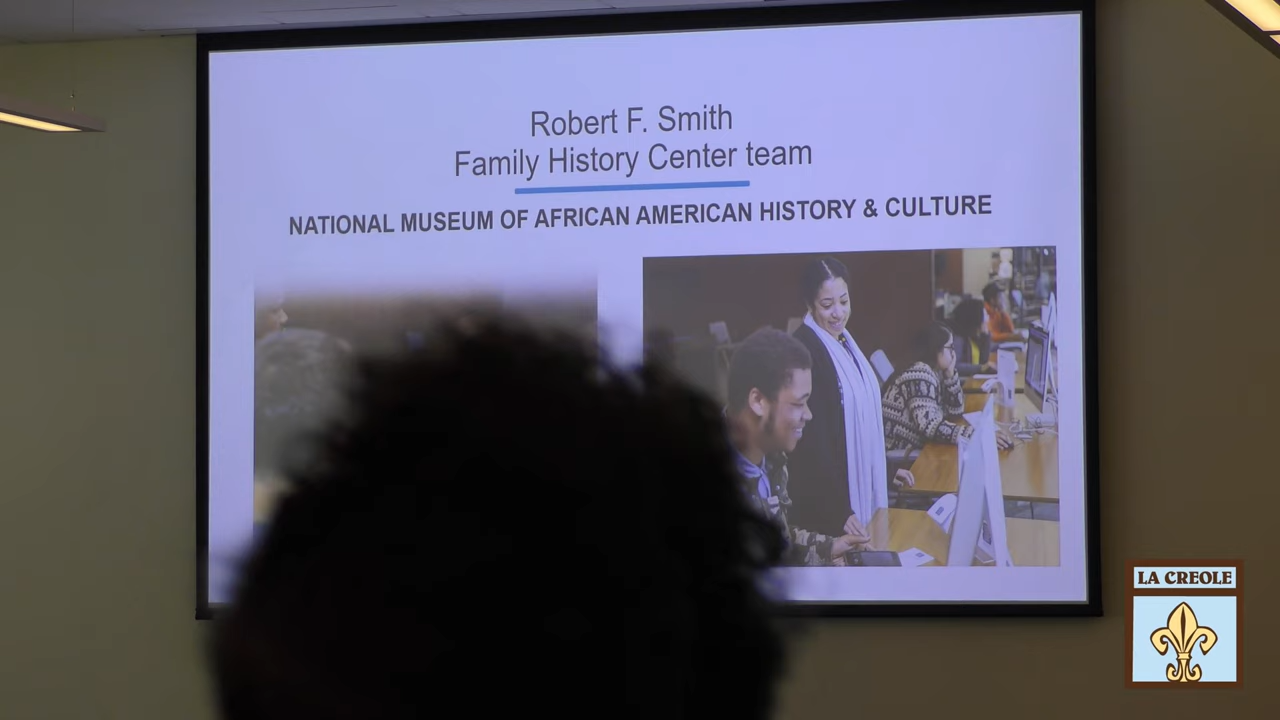 Robert F. Smith
Family History Center team
NATIONAL MUSEUM OF AFRICAN AMERICAN HISTORY & CULTURE
LA CREOLE